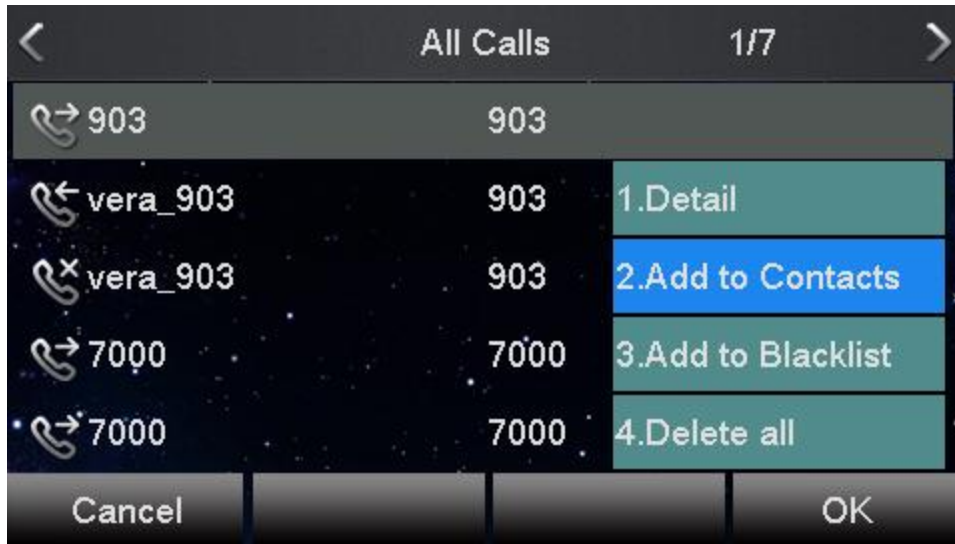 All Calls 1/7
903 903
vera_903 903 1.Detail
vera_903 903 2.Add to Contacts
7000 7000 3.Add to Blacklist
7000 7000 4.Delete all
Cancel OK